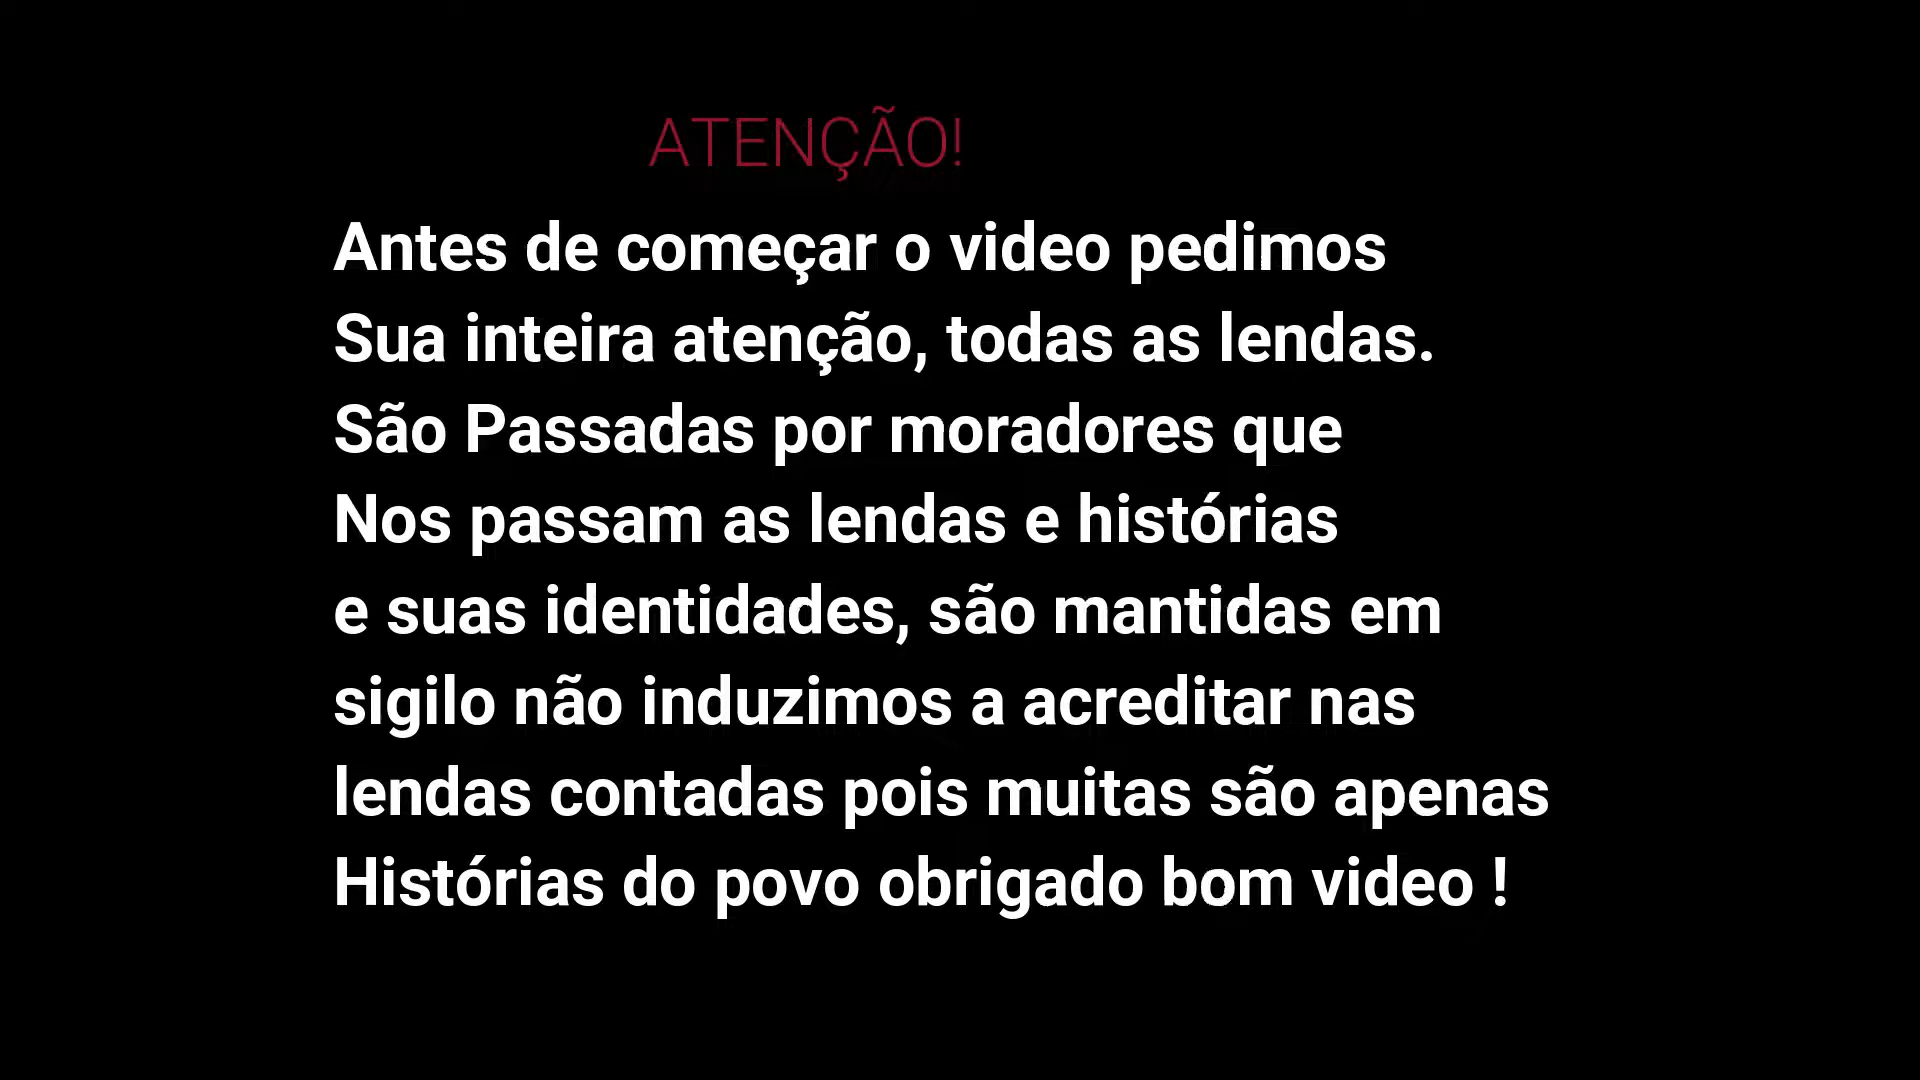 ATENÇÃO!
Antes de começar o video pedimos
Sua inteira atenção, todas as lendas.
São Passadas por moradores que
Nos passam as lendas e histórias
e suas identidades, são mantidas em
sigilo não induzimos a acreditar nas
lendas contadas pois muitas são apenas
Histórias do povo obrigado bom video !